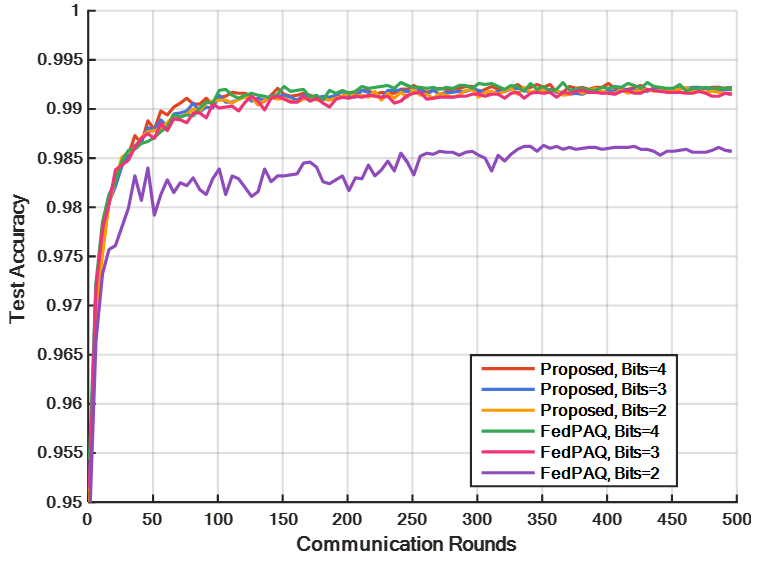 1
0.995
0.99
0.985
0.98
0.975
0.97
0.965
0.96
0.955
0.95
Test Accuracy
0 50 100 150 200 250 300 350 400 450 500
Communication Rounds
Proposed, Bits=4
Proposed, Bits=3
Proposed, Bits=2
FedPAQ, Bits=4
FedPAQ, Bits=3
FedPAQ, Bits=2